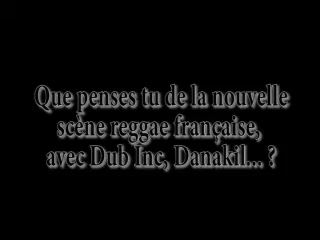 Que penses tu de la nouvelle
scène reggae française,
avec Dub Inc, Danakil... ?